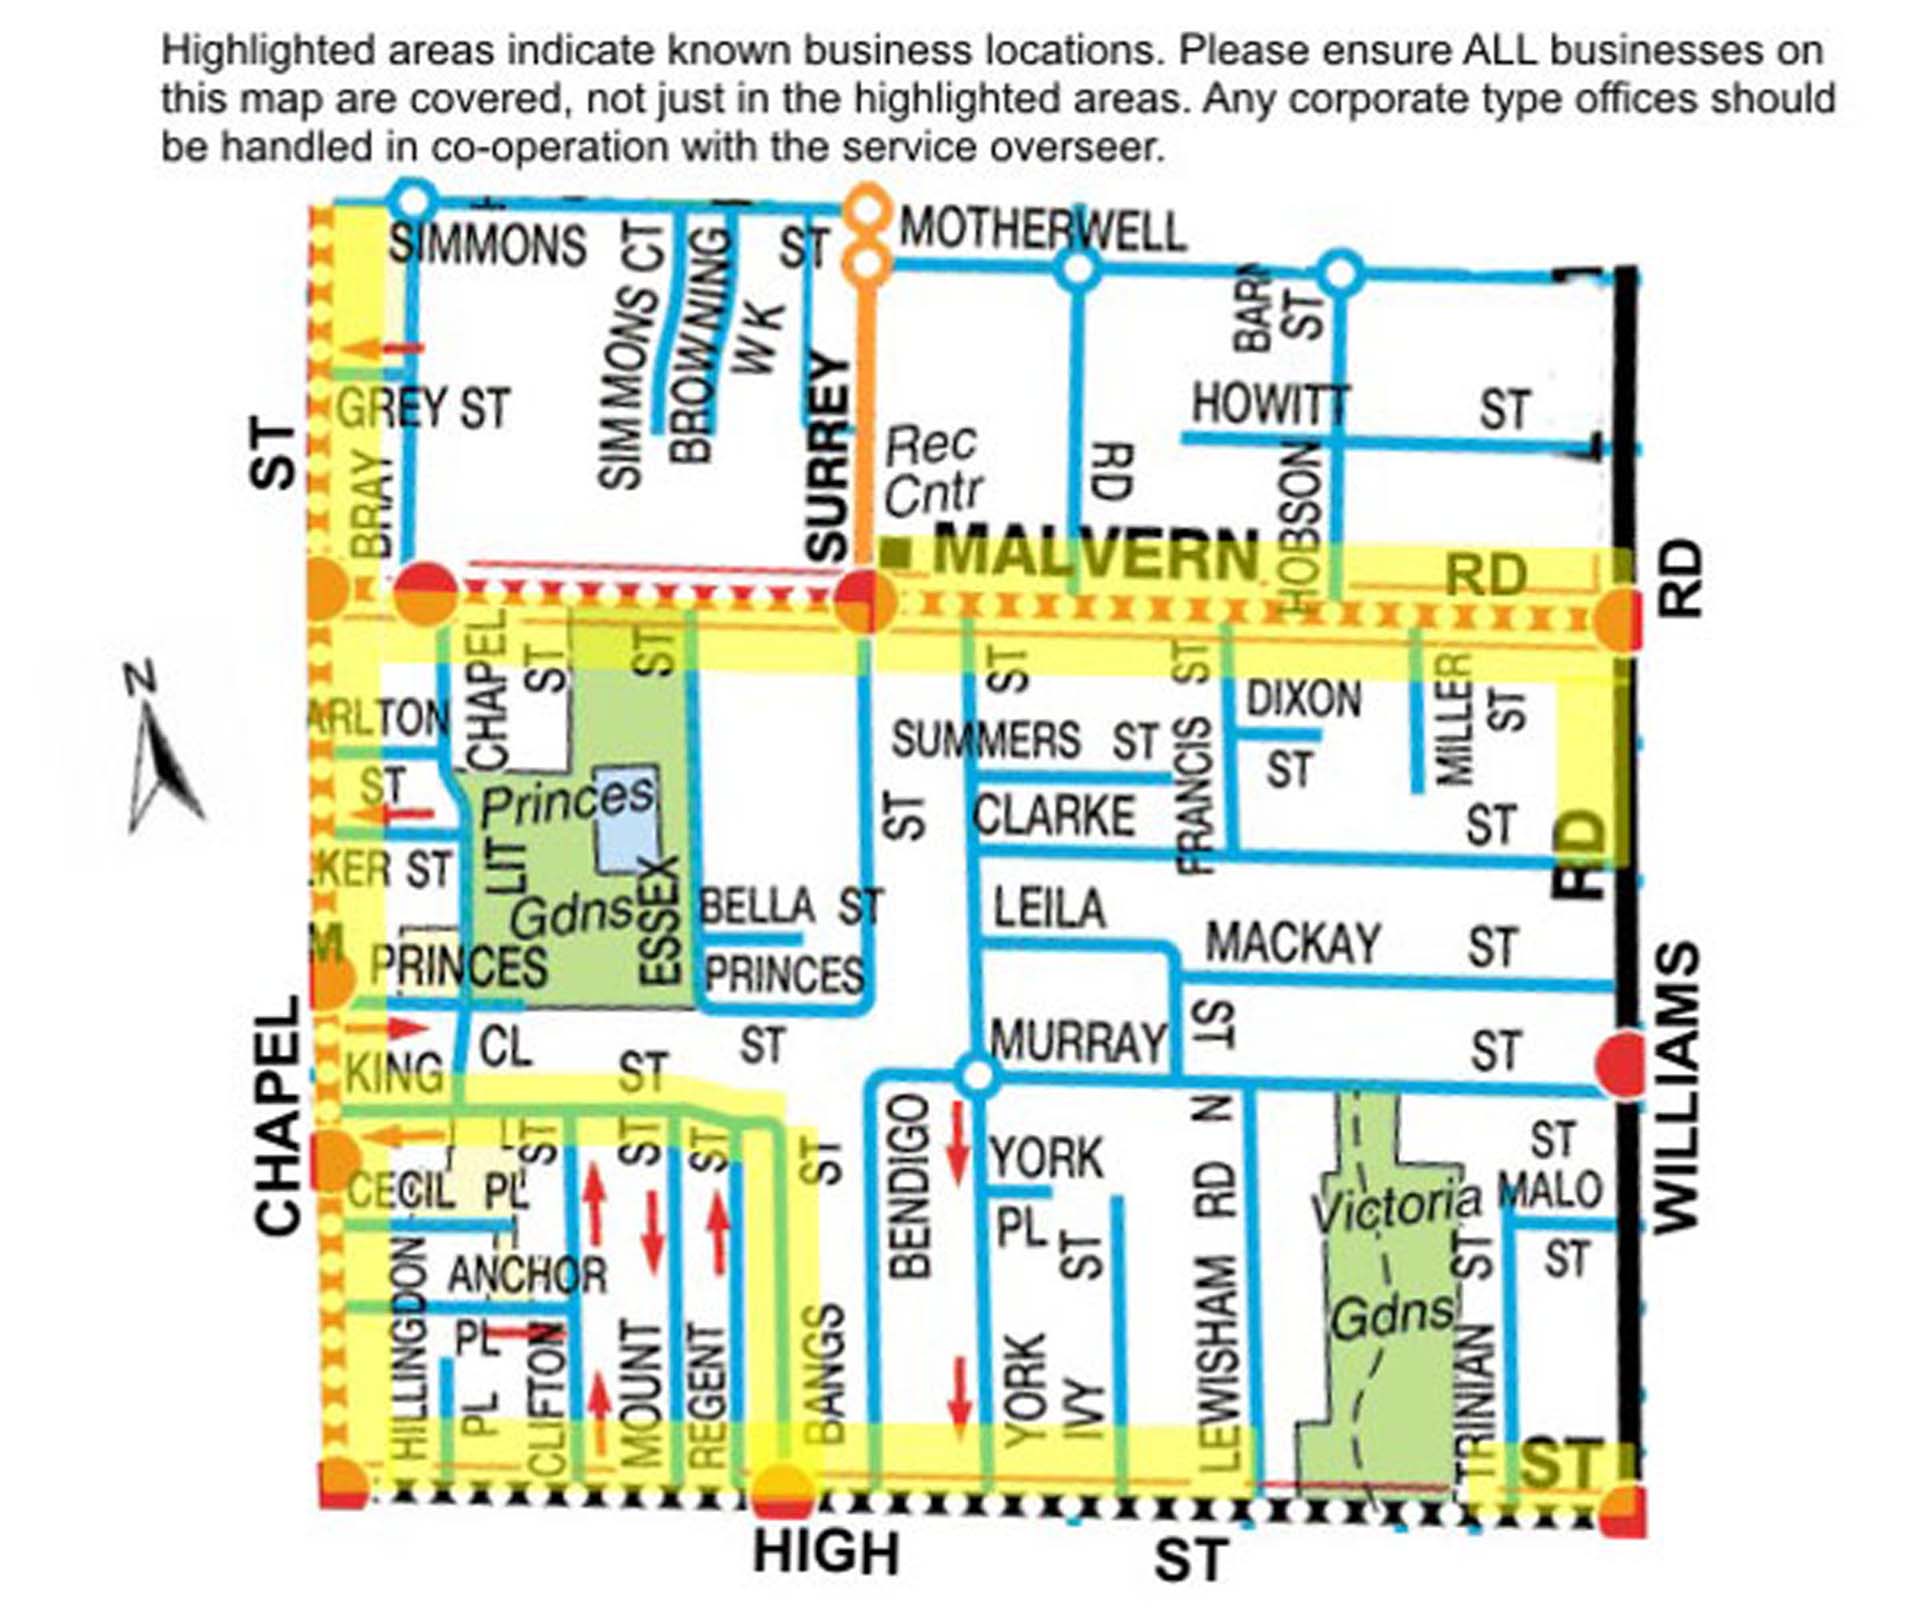 Highlighted areas indicate known business locations. Please ensure ALL businesses on
this map are covered, not just in the highlighted areas. Any corporate type offices should
be handled in co-operation with the service overseer.
SIMMONS ST
MOTHERWELL
RD
SIMMONS CT
BROWNING
WK
BARN
ST
GREY ST
HOWITT ST
SURREY
Rec
Cntr
BRAY
HOBSON
CHAPEL ST
MALVERN RD
WILLIAMS RD
N
LIT CHAPEL ST
ESSEX ST
ARLTON
ST
KER ST
M
PRINCES
CL
Princes
Gdns
BELLA ST
PRINCES
ST
ST
ST
SUMMERS ST
CLARKE ST
FRANCIS ST
DIXON
ST
MILLER
ST
RD
LEILA
ST
MACKAY ST
MURRAY ST
KING ST
CECIL PL
ANCHOR
PL
HILLINGDON
PL
CLIFTON ST
MOUNT ST
REGENT ST
BANGS ST
BENDIGO
YORK
PL
YORK
IVY ST
LEWISHAM RD N
Victoria
Gdns
TRINIAN ST
ST
MALO
ST
ST
HIGH ST